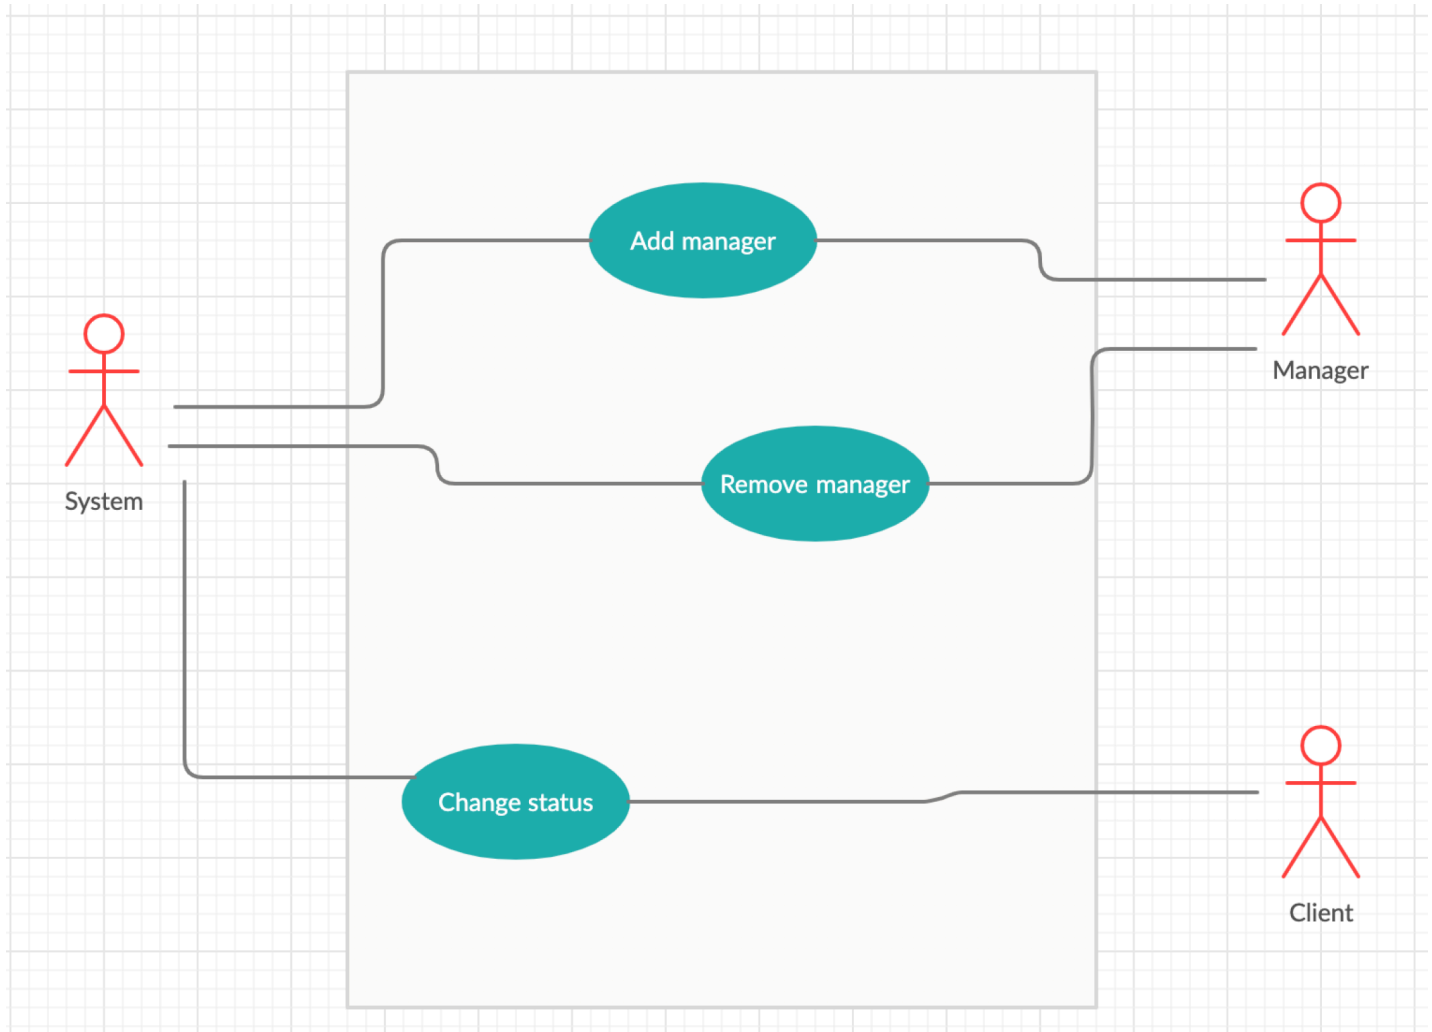 Add manager
Manager
Remove manager
System
Change status
Client